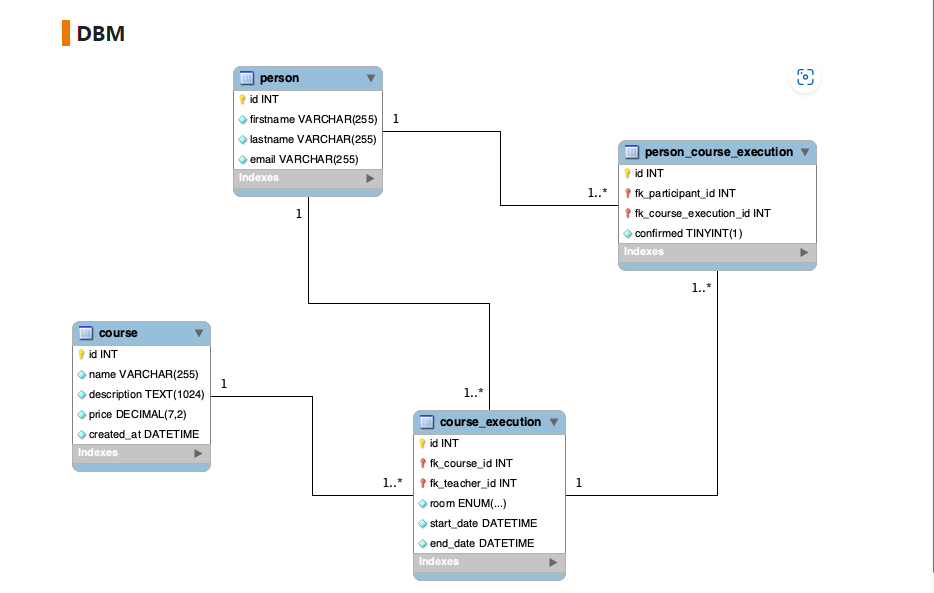 DBM
person
id INT
firstname VARCHAR(255)
lastname VARCHAR(255)
email VARCHAR(255)
Indexes
1
1
1..*
person_course_execution
id INT
fk_participant_id INT
fk_course_execution_id INT
confirmed TINYINT(1)
Indexes
1..*
course
id INT
name VARCHAR(255)
description TEXT(1024)
price DECIMAL(7,2)
created_at DATETIME
Indexes
1
1..*
1..*
course_execution
id INT
fk_course_id INT
fk_teacher_id INT
room ENUM(...)
start_date DATETIME
end_date DATETIME
Indexes
1